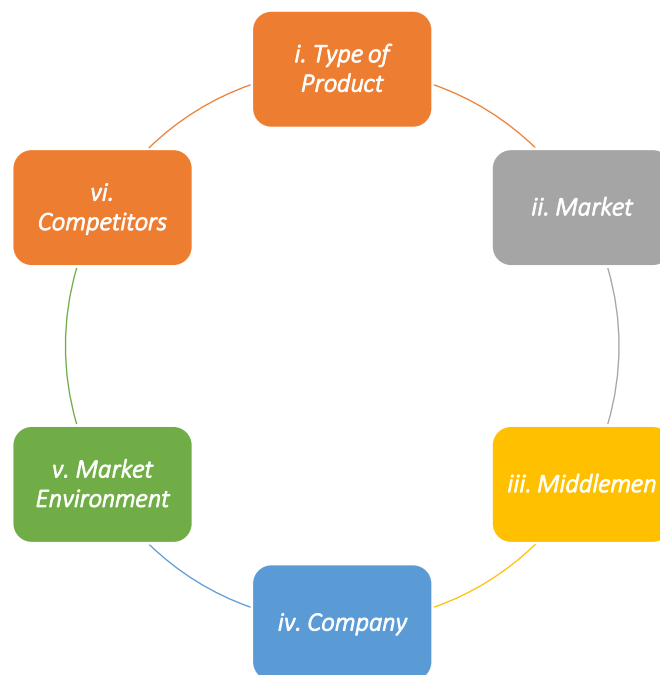 i. Type of
Product
ii. Market
iii. Middlemen
iv. Company
v. Market
Environment
vi.
Competitors